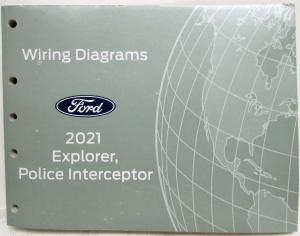 Wiring Diagrams
Ford
2021
Explorer,
Police Interceptor